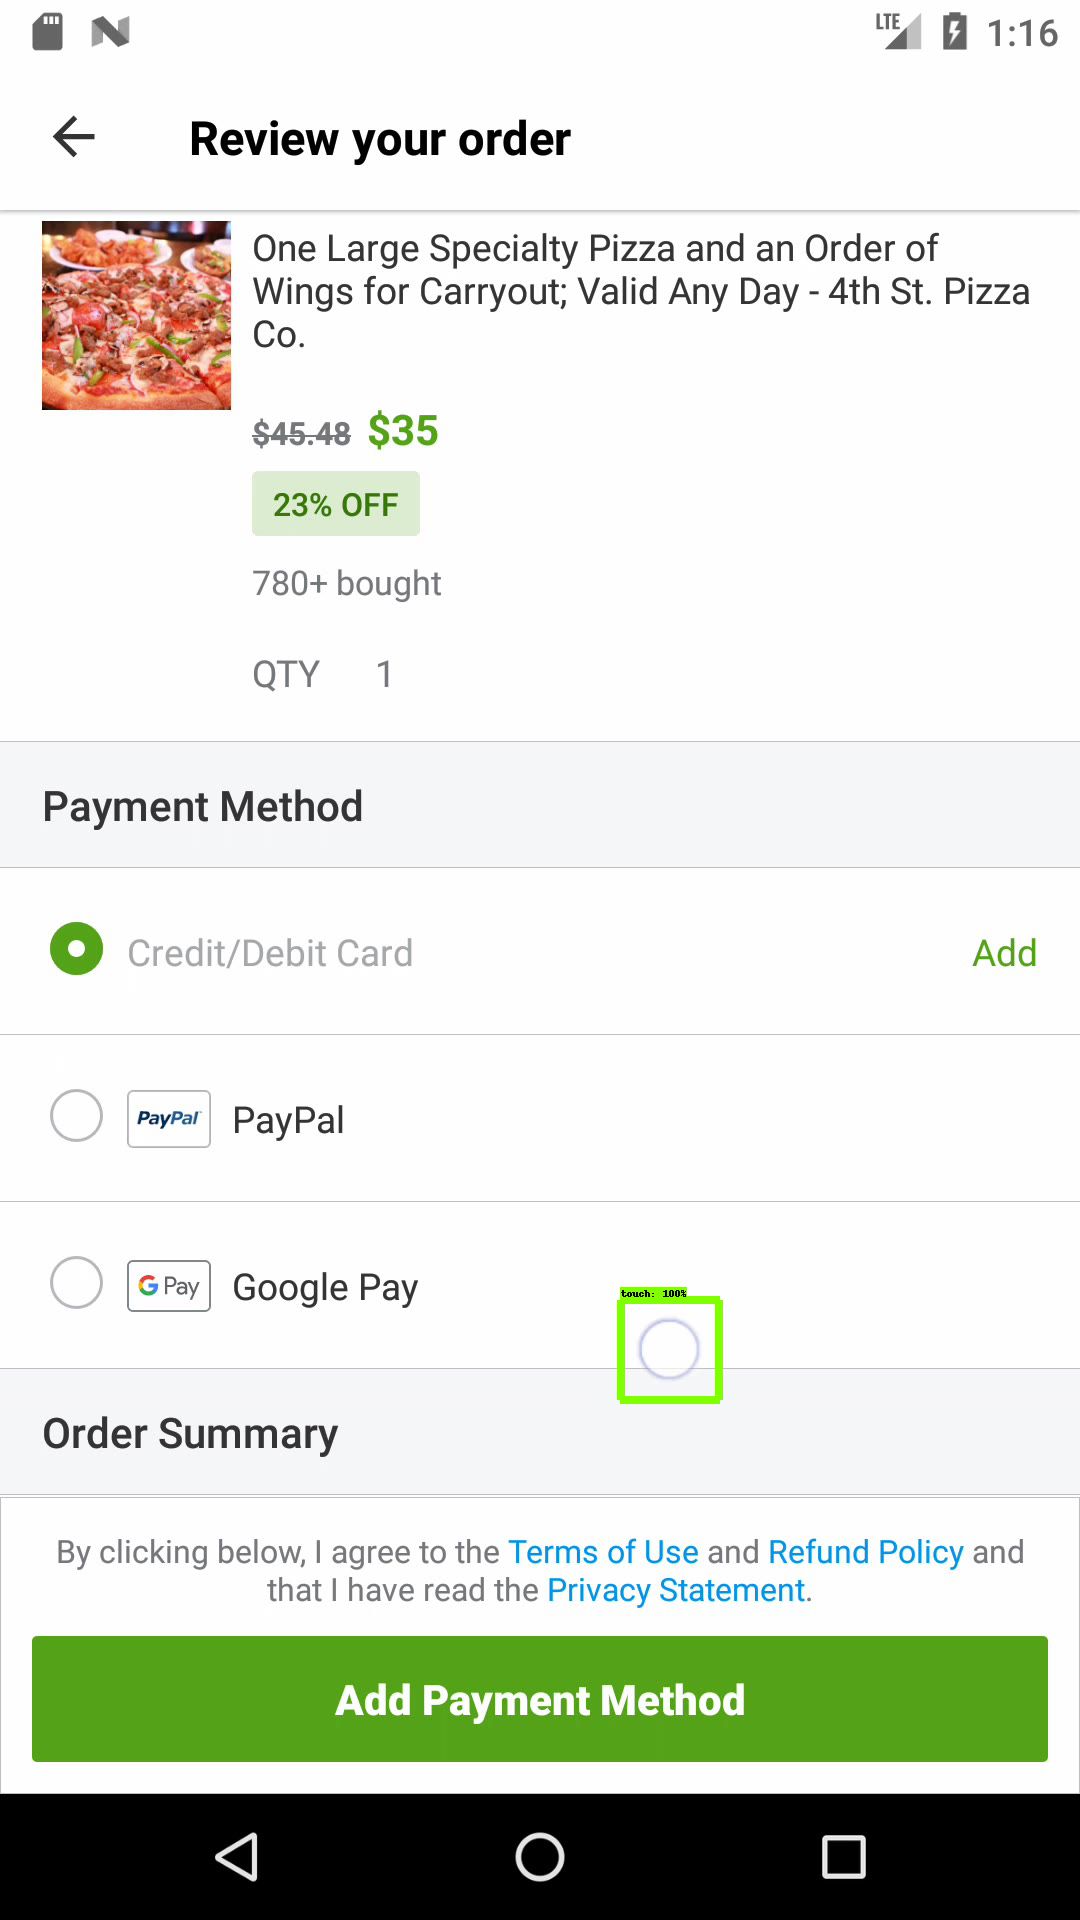 LTE 1:16
Review your order
One Large Specialty Pizza and an Order of
Wings for Carryout; Valid Any Day - 4th St. Pizza
Co.
$45.48 $35
23% OFF
780+ bought
QTY 1
Payment Method
Credit/Debit Card Add
PayPal PayPal
G Pay Google Pay
touch: 100%
Order Summary
By clicking below, I agree to the Terms of Use and Refund Policy and
that I have read the Privacy Statement.
Add Payment Method